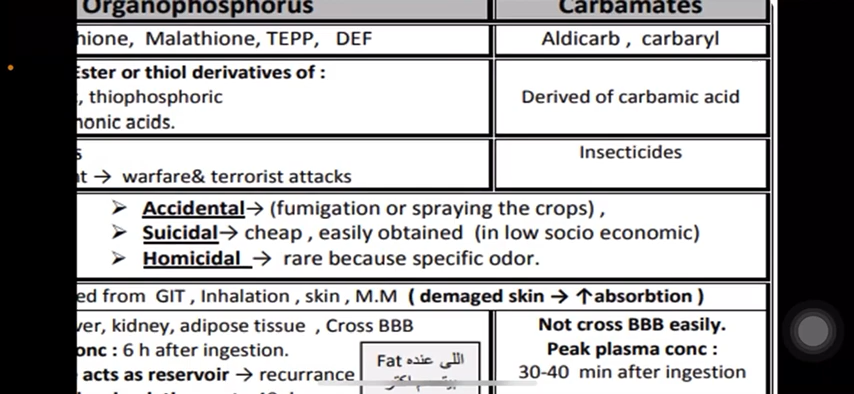 Organophosphorus
Carbamates
hione, Malathione, TEPP, DEF
Aldicarb , carbaryl
Ester or thiol derivatives of :
, thiophosphoric
honic acids.
Derived of carbamic acid
s
nt → warfare& terrorist attacks
Insecticides
➤ Accidental→ (fumigation or spraying the crops) ,
➤ Suicidal→ cheap , easily obtained (in low socio economic)
➤ Homicidal → rare because specific odor.
ed from GIT , Inhalation , skin , M.M ( damaged skin → ↑absorbtion )
ver, kidney, adipose tissue , Cross BBB
onc : 6 h after ingestion.
acts as reservoir → recurrance
اللي عنده Fat
Not cross BBB easily.
Peak plasma conc :
30-40 min after ingestion